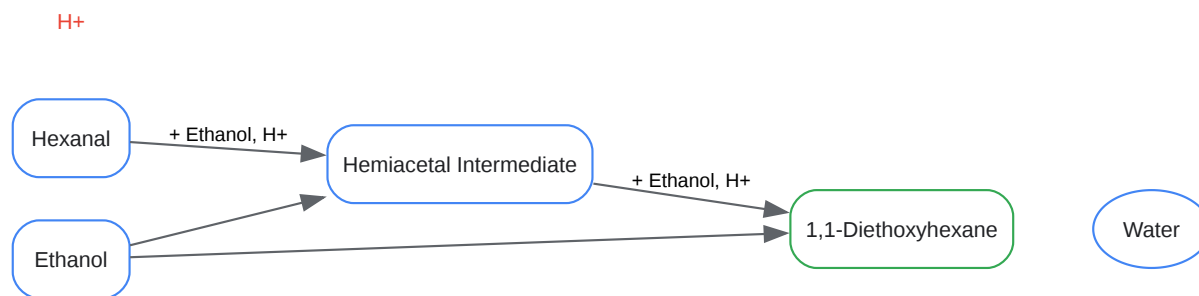 H+
Hexanal
+ Ethanol, H+
Hemiacetal Intermediate
+ Ethanol, H+
1,1-Diethoxyhexane
Water
Ethanol